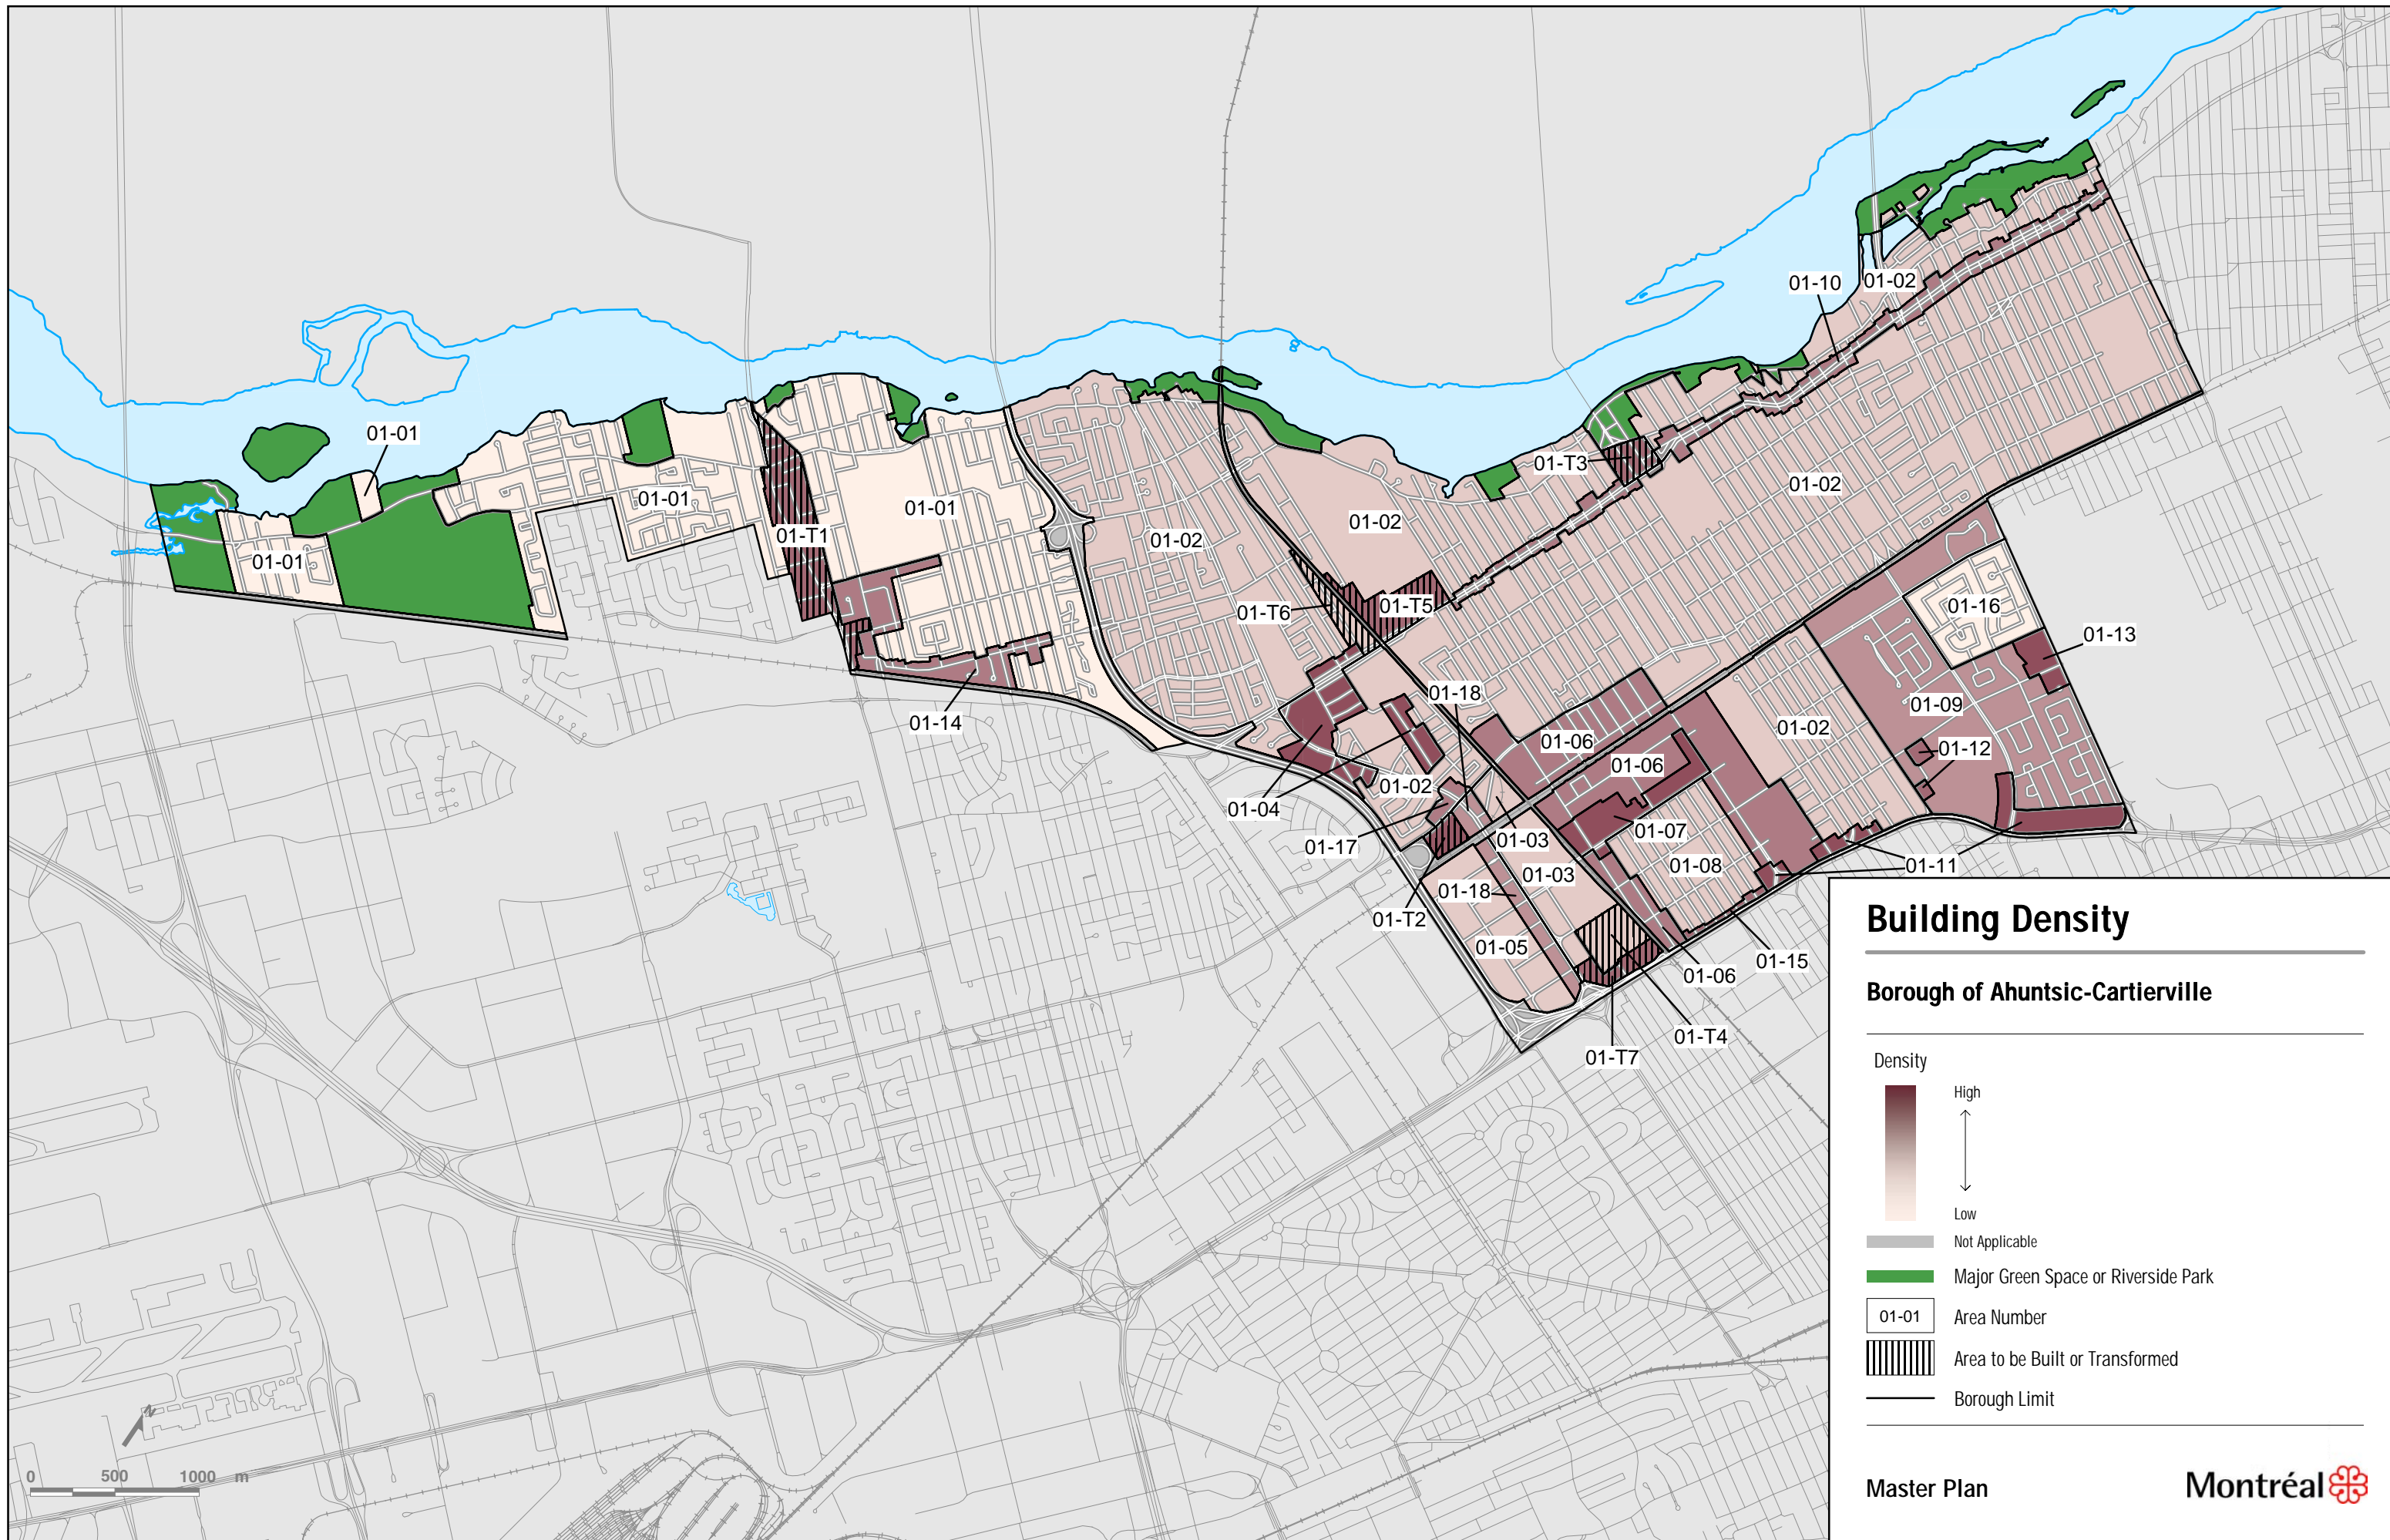 01-10
01-02
01-01
01-T3
01-02
01-01
01-01
01-02
01-T1
01-02
01-01
01-T6
01-T5
01-16
01-13
01-18
01-09
01-14
01-02
01-06
01-12
01-06
01-02
01-04
01-07
01-03
01-17
01-08
01-11
01-03
01-18
01-T2
01-05
01-15
01-06
01-T4
01-T7
Building Density
Borough of Ahuntsic-Cartierville
Density
High
Low
Not Applicable
Major Green Space or Riverside Park
01-01 Area Number
Area to be Built or Transformed
Borough Limit
Master Plan
Montréal
N
0 500 1000 m